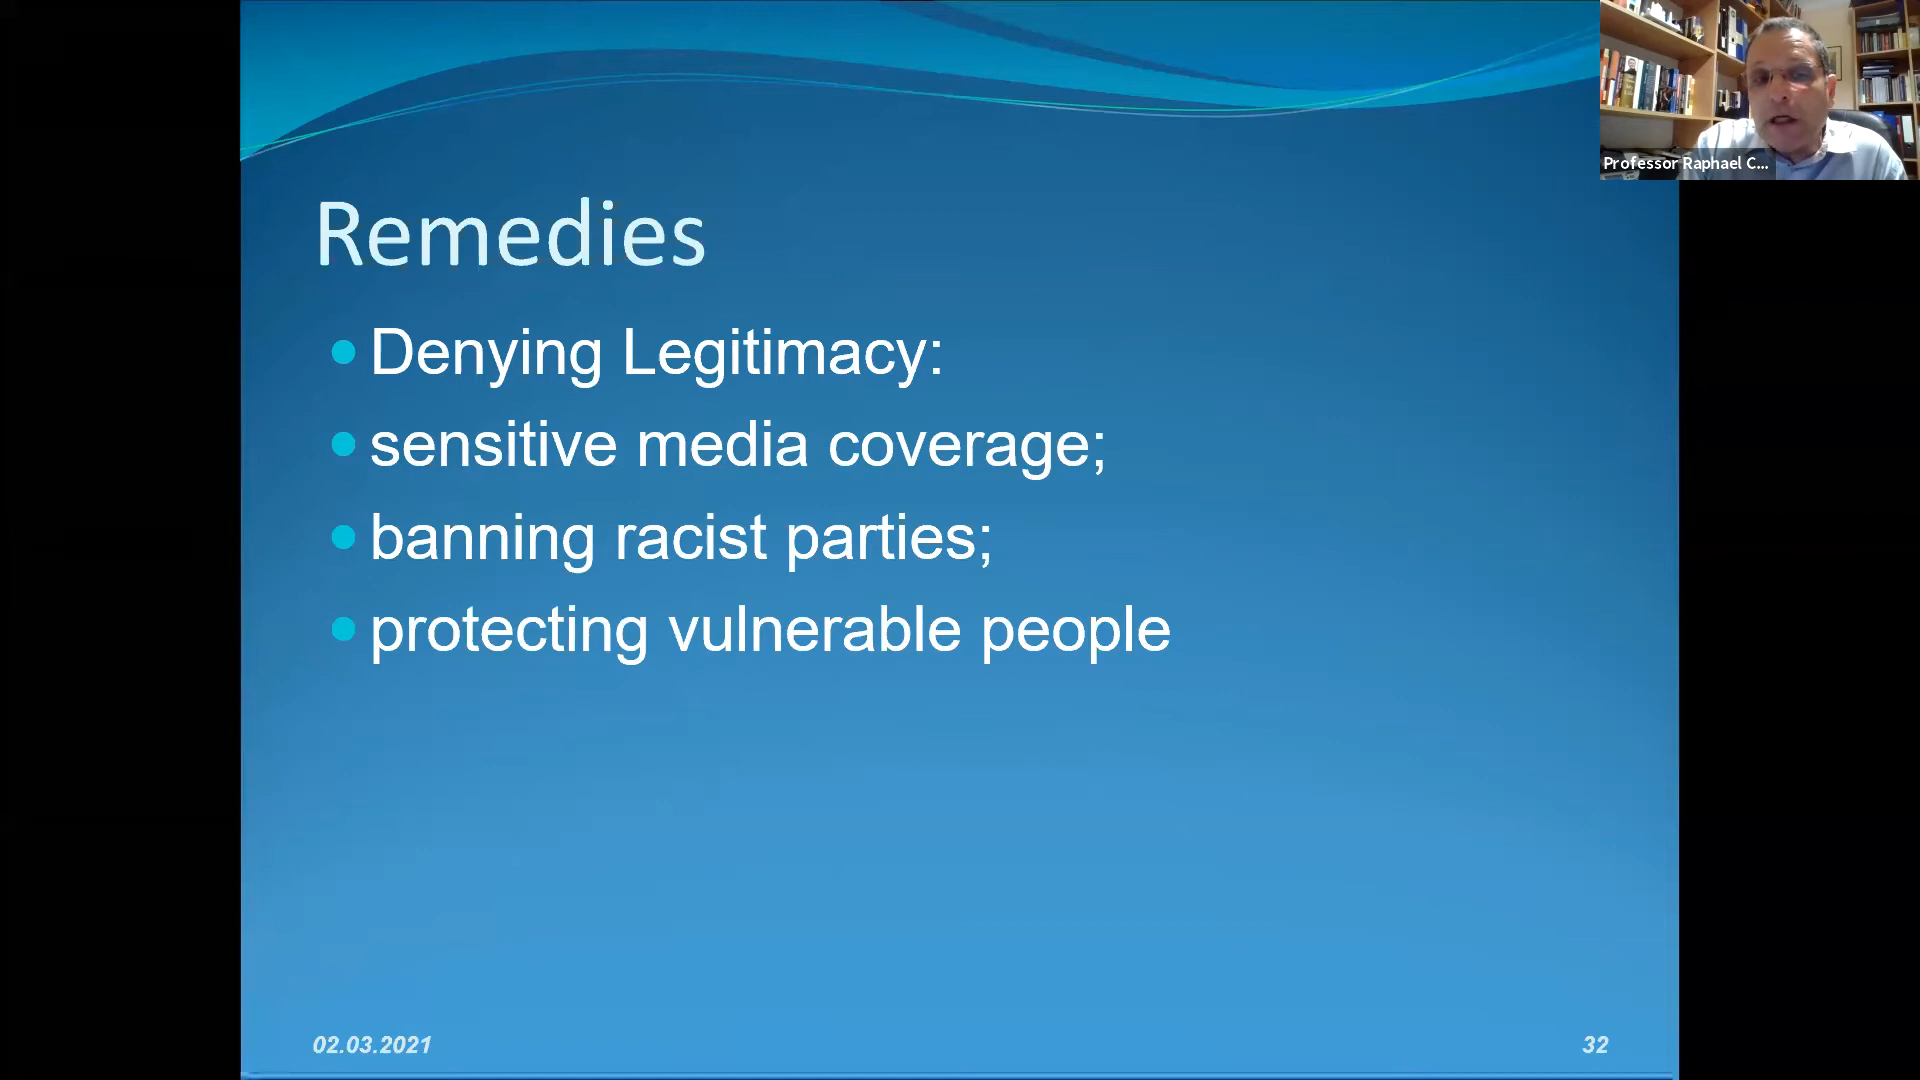 Professor Raphael C...
Remedies
Denying Legitimacy:
sensitive media coverage;
banning racist parties;
protecting vulnerable people
02.03.2021
32